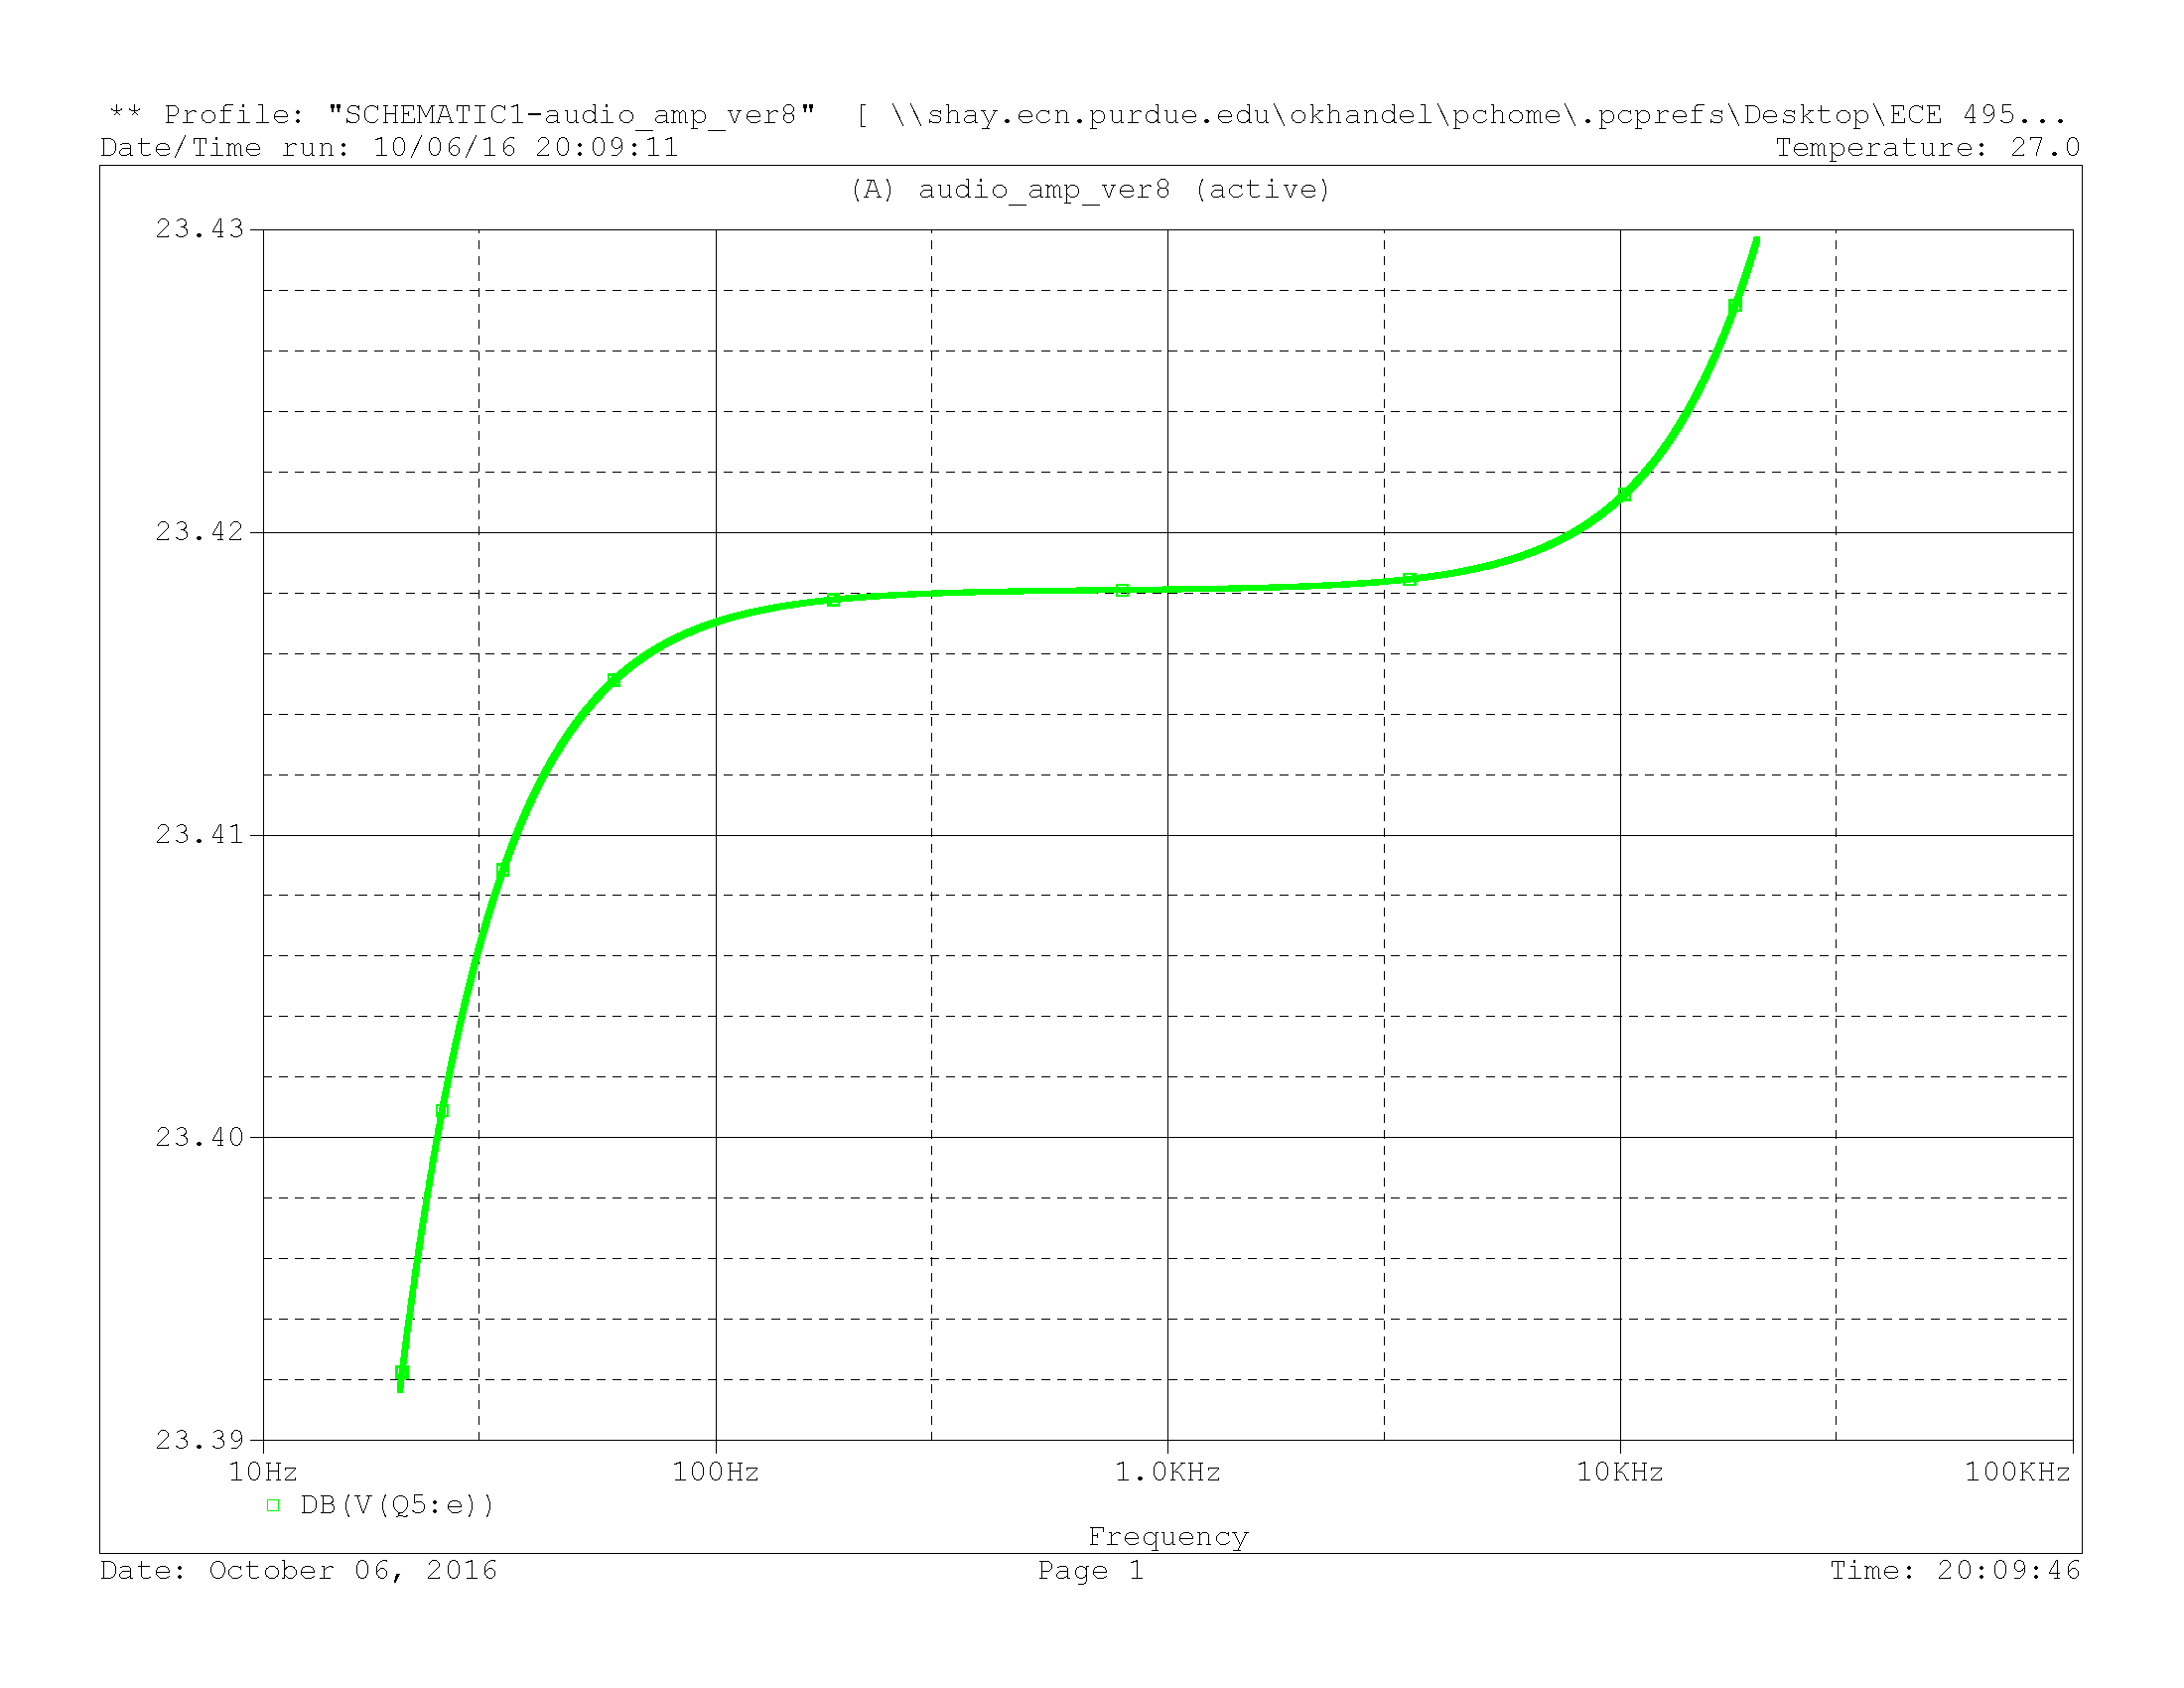 ** Profile: "SCHEMATIC1-audio_amp_ver8"  [ \\shay.ecn.purdue.edu\okhandel\pchome\.pcprefs\Desktop\ECE 495...
Date/Time run: 10/06/16 20:09:11 Temperature: 27.0
(A) audio_amp_ver8 (active)
23.43
23.42
23.41
23.40
23.39
10Hz 100Hz 1.0KHz 10KHz 100KHz
DB(V(Q5:e))
Frequency
Date: October 06, 2016 Page 1 Time: 20:09:46